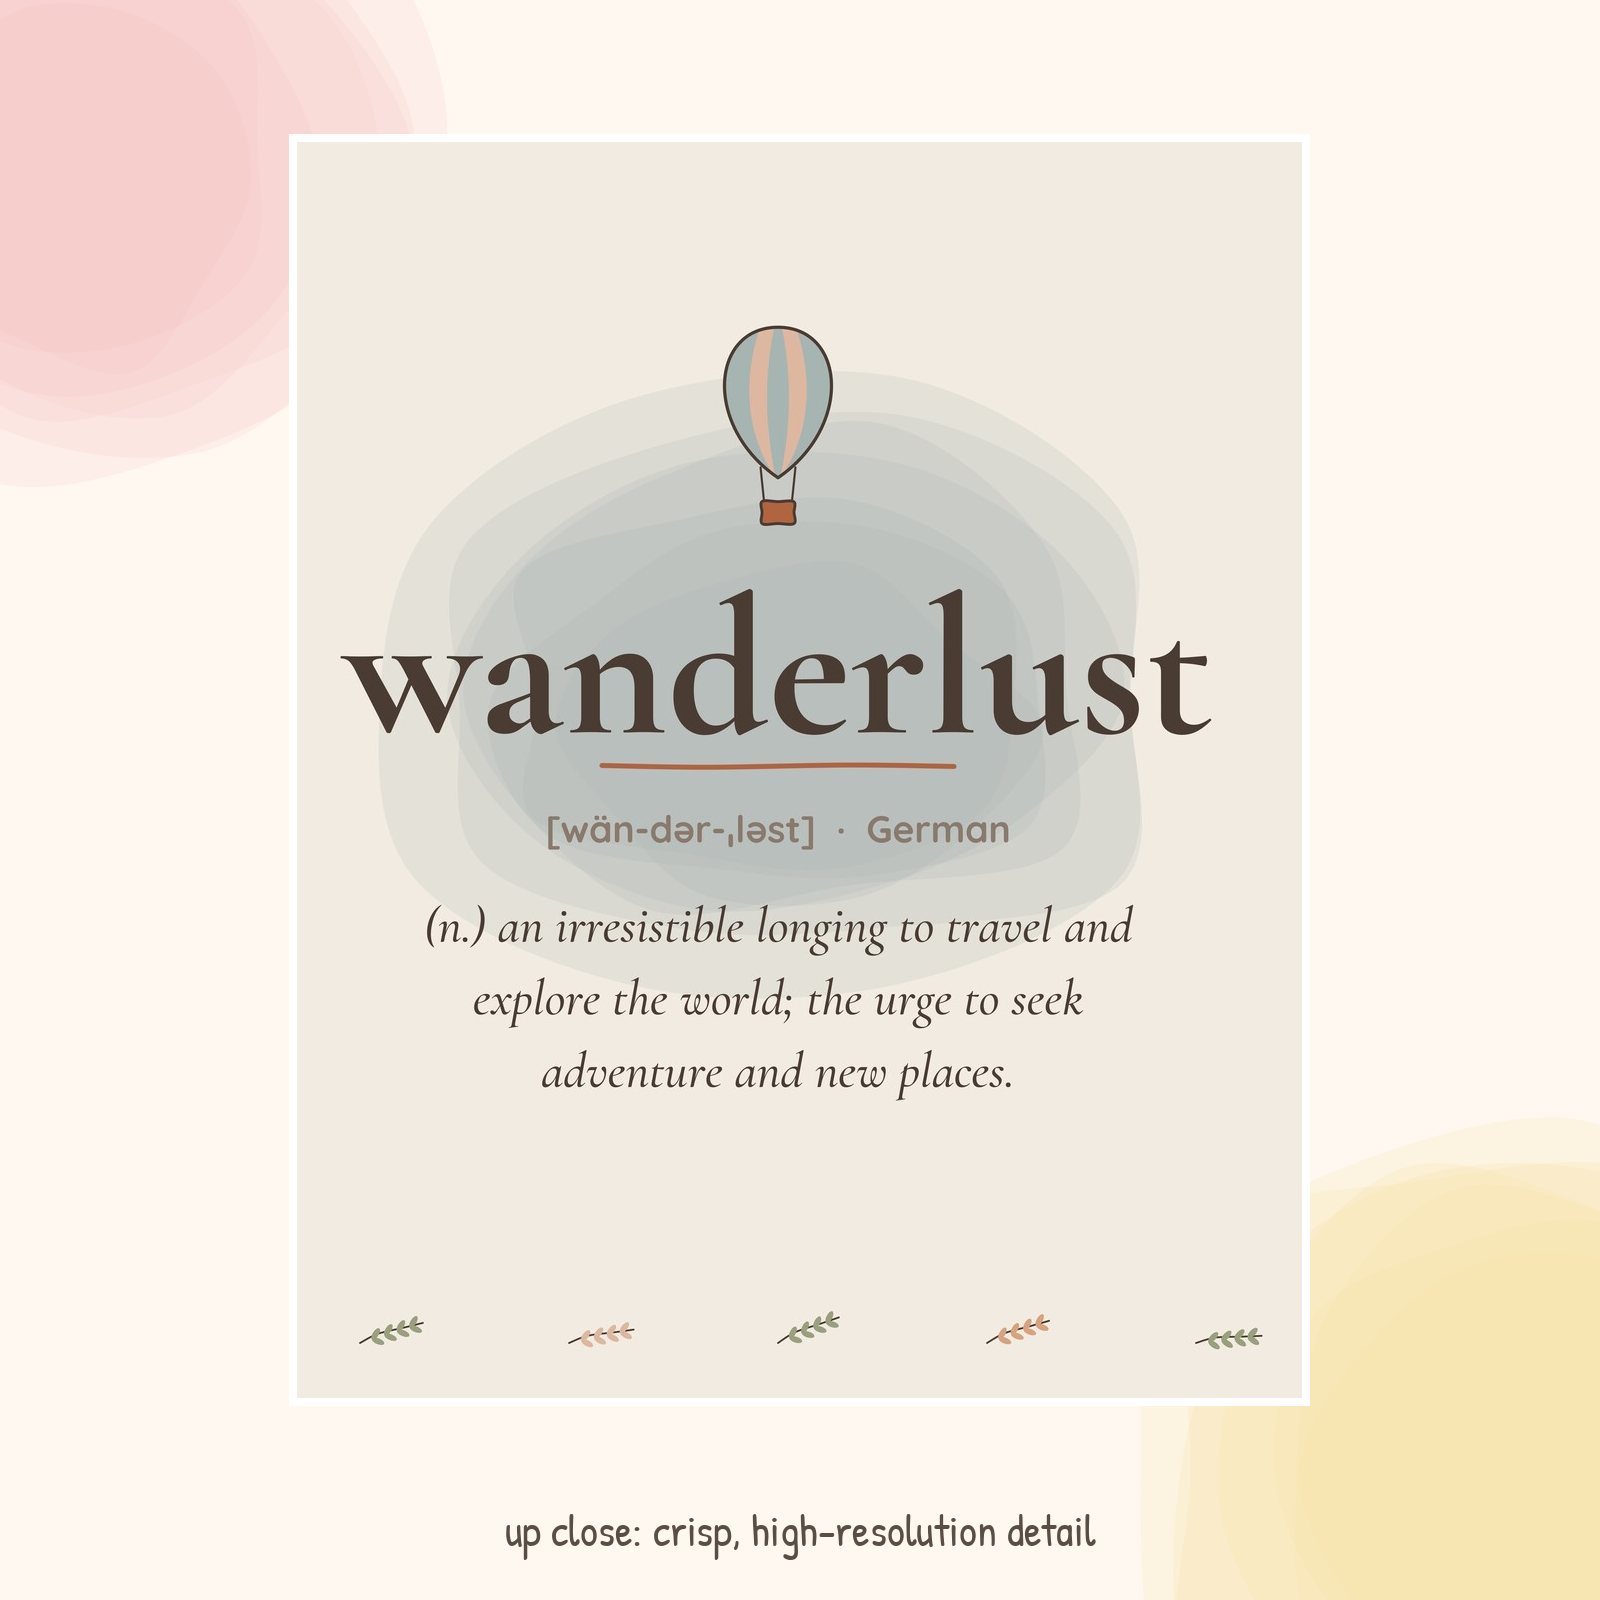 wanderlust
[wän-dər-ˌləst] · German
(n.) an irresistible longing to travel and
explore the world; the urge to seek
adventure and new places.
up close: crisp, high-resolution detail